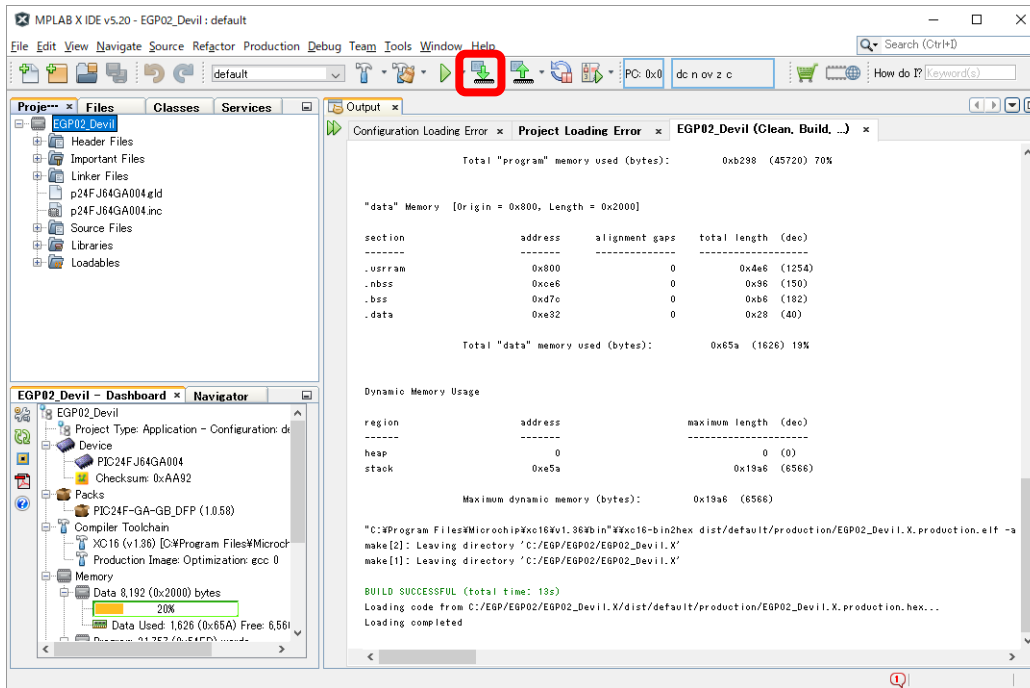 MPLAB X IDE v5.20 - EGP02_Devil : default
File Edit View Navigate Source Refactor Production Debug Team Tools Window Help
Search (Ctrl+I)
default
PC: 0x0
dc n ov z c
How do I? Keyword(s)
Proje··· × Files Classes Services
EGP02_Devil
Header Files
Important Files
Linker Files
p24FJ64GA004.gld
p24FJ64GA004.inc
Source Files
Libraries
Loadables
Output ×
Configuration Loading Error × Project Loading Error × EGP02_Devil (Clean, Build, ...) ×
Total "program" memory used (bytes): 0xb298 (45720) 70%
"data" Memory [Origin = 0x800, Length = 0x2000]
section address alignment gaps total length (dec)
------- ------- -------------- -------------------
.usrram 0x800 0 0x4e6 (1254)
.nbss 0xce6 0 0x96 (150)
.bss 0xd7c 0 0xb6 (182)
.data 0xe32 0 0x28 (40)
Total "data" memory used (bytes): 0x65a (1626) 19%
Dynamic Memory Usage
region address maximum length (dec)
------ ------- ---------------------
heap 0 0 (0)
stack 0xe5a 0x19a6 (6566)
Maximum dynamic memory (bytes): 0x19a6 (6566)
"C:¥Program Files¥Microchip¥xc16¥v1.36¥bin"¥¥xc16-bin2hex dist/default/production/EGP02_Devil.X.production.elf -a
make[2]: Leaving directory 'C:/EGP/EGP02/EGP02_Devil.X'
make[1]: Leaving directory 'C:/EGP/EGP02/EGP02_Devil.X'
BUILD SUCCESSFUL (total time: 13s)
Loading code from C:/EGP/EGP02/EGP02_Devil.X/dist/default/production/EGP02_Devil.X.production.hex...
Loading completed
EGP02_Devil - Dashboard × Navigator
EGP02_Devil
Project Type: Application - Configuration: de
Device
PIC24FJ64GA004
Checksum: 0xAA92
Packs
PIC24F-GA-GB_DFP (1.0.58)
Compiler Toolchain
XC16 (v1.36) [C:¥Program Files¥Microch
Production Image: Optimization: gcc 0
Memory
Data 8,192 (0x2000) bytes
20%
Data Used: 1,626 (0x65A) Free: 6,56